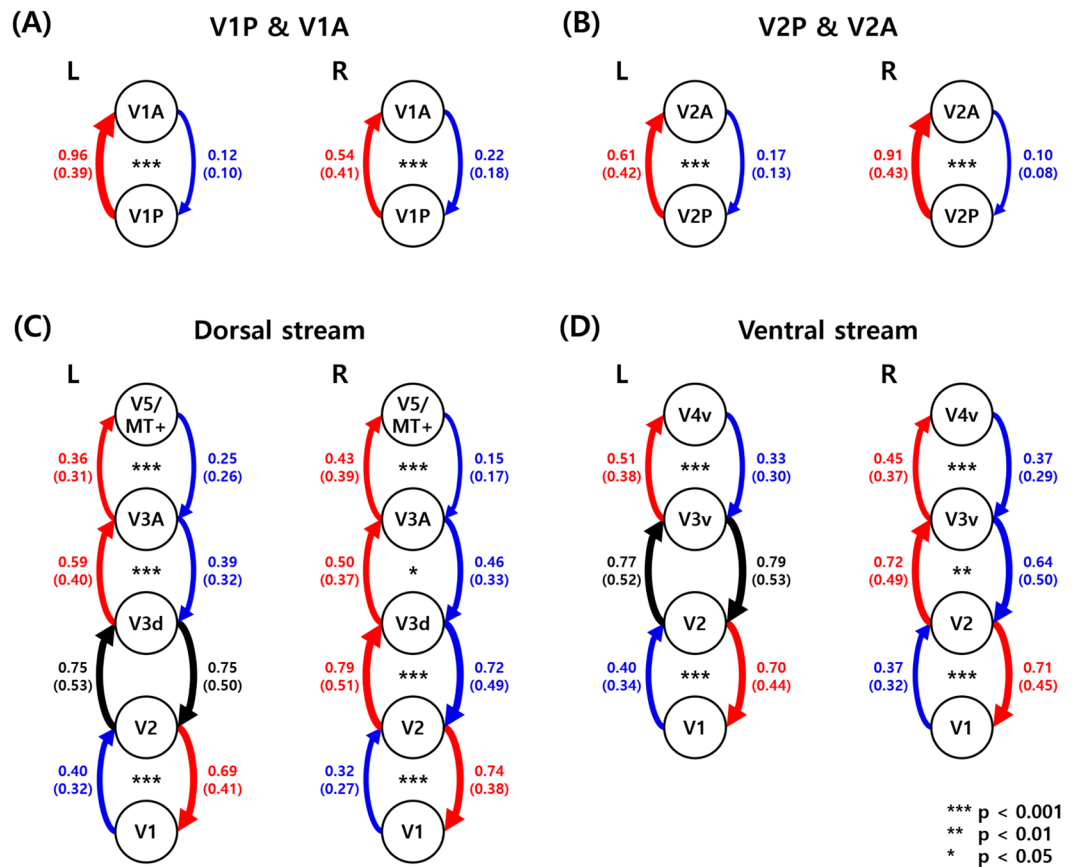 (A) V1P & V1A
L
V1A
0.96
(0.39)
***
0.12
(0.10)
V1P
R
V1A
0.54
(0.41)
***
0.22
(0.18)
V1P
(B) V2P & V2A
L
V2A
0.61
(0.42)
***
0.17
(0.13)
V2P
R
V2A
0.91
(0.43)
***
0.10
(0.08)
V2P
(C) Dorsal stream
L
V5/
MT+
0.36
(0.31)
***
0.25
(0.26)
V3A
0.59
(0.40)
***
0.39
(0.32)
V3d
0.75
(0.53)
0.75
(0.50)
V2
0.40
(0.32)
***
0.69
(0.41)
V1
R
V5/
MT+
0.43
(0.39)
***
0.15
(0.17)
V3A
0.50
(0.37)
*
0.46
(0.33)
V3d
0.79
(0.51)
***
0.72
(0.49)
V2
0.32
(0.27)
***
0.74
(0.38)
V1
(D) Ventral stream
L
V4v
0.51
(0.38)
***
0.33
(0.30)
V3v
0.77
(0.52)
0.79
(0.53)
V2
0.40
(0.34)
***
0.70
(0.44)
V1
R
V4v
0.45
(0.37)
***
0.37
(0.29)
V3v
0.72
(0.49)
**
0.64
(0.50)
V2
0.37
(0.32)
***
0.71
(0.45)
V1
*** p < 0.001
** p < 0.01
* p < 0.05